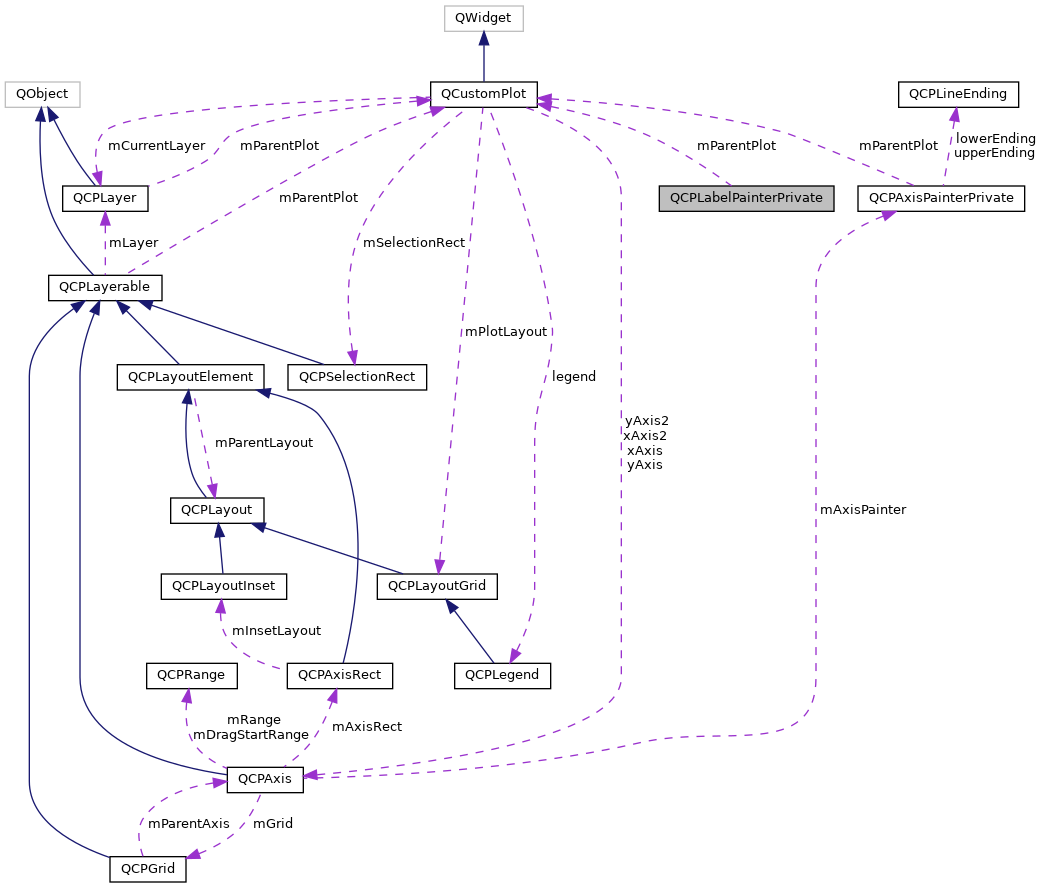 QWidget
QObject
QCustomPlot
QCPLineEnding
mCurrentLayer
mParentPlot
mParentPlot
mParentPlot
lowerEnding
upperEnding
QCPLayer
mParentPlot
QCPLabelPainterPrivate
QCPAxisPainterPrivate
mLayer
mSelectionRect
QCPLayerable
mPlotLayout
QCPLayoutElement
QCPSelectionRect
legend
mParentLayout
yAxis2
xAxis2
xAxis
yAxis
QCPLayout
mAxisPainter
QCPLayoutInset
QCPLayoutGrid
mInsetLayout
QCPRange
QCPAxisRect
QCPLegend
mRange
mDragStartRange
mAxisRect
QCPAxis
mParentAxis
mGrid
QCPGrid